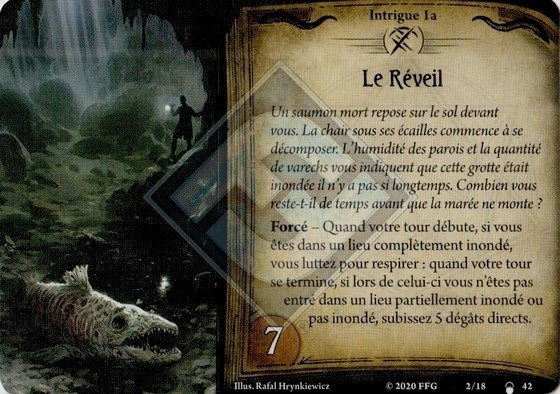 Intrigue 1a
Le Réveil
Un saumon mort repose sur le sol devant
vous. La chair sous ses écailles commence à se
décomposer. L'humidité des parois et la quantité
de varechs vous indiquent que cette grotte était
inondée il n'y a pas si longtemps. Combien vous
reste-t-il de temps avant que la marée ne monte ?
Forcé – Quand votre tour débute, si vous
êtes dans un lieu complètement inondé,
vous luttez pour respirer : quand votre tour
se termine, si lors de celui-ci vous n'êtes pas
entré dans un lieu partiellement inondé ou
pas inondé, subissez 5 dégâts directs.
7
Illus. Rafał Hrynkiewicz © 2020 FFG 2/18 42